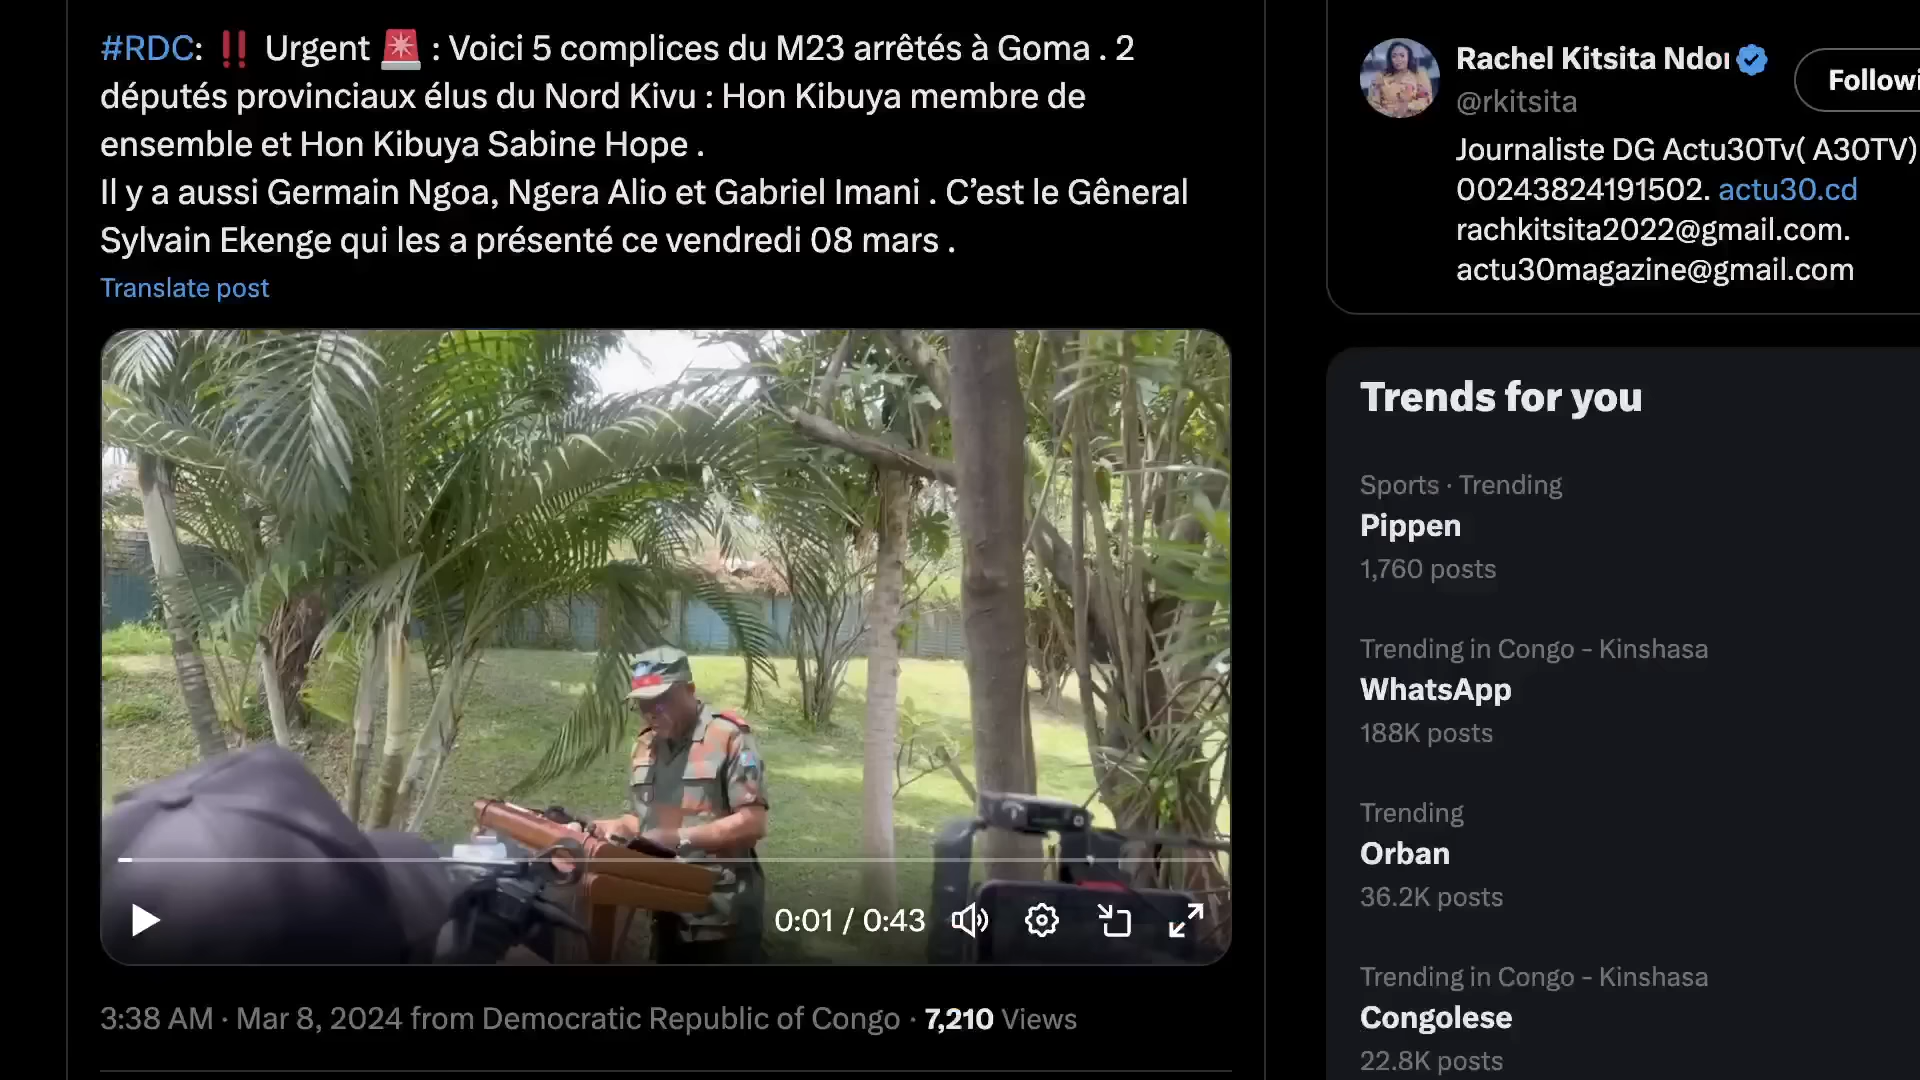 #RDC: ‼️ Urgent 🚨 : Voici 5 complices du M23 arrêtés à Goma . 2
députés provinciaux élus du Nord Kivu : Hon Kibuya membre de
ensemble et Hon Kibuya Sabine Hope .
Il y a aussi Germain Ngoa, Ngera Alio et Gabriel Imani . C’est le Gêneral
Sylvain Ekenge qui les a présenté ce vendredi 08 mars .
Translate post
0:01 / 0:43
3:38 AM · Mar 8, 2024 from Democratic Republic of Congo · 7,210 Views
Rachel Kitsita
@rkitsita
Journaliste DG Actu30Tv( A30TV)
00243824191502. actu30.cd
rachkitsita2022@gmail.com.
actu30magazine@gmail.com
Trends for you
Sports · Trending
Pippen
1,760 posts
Trending in Congo - Kinshasa
WhatsApp
188K posts
Trending
Orban
36.2K posts
Trending in Congo - Kinshasa
Congolese
22.8K posts